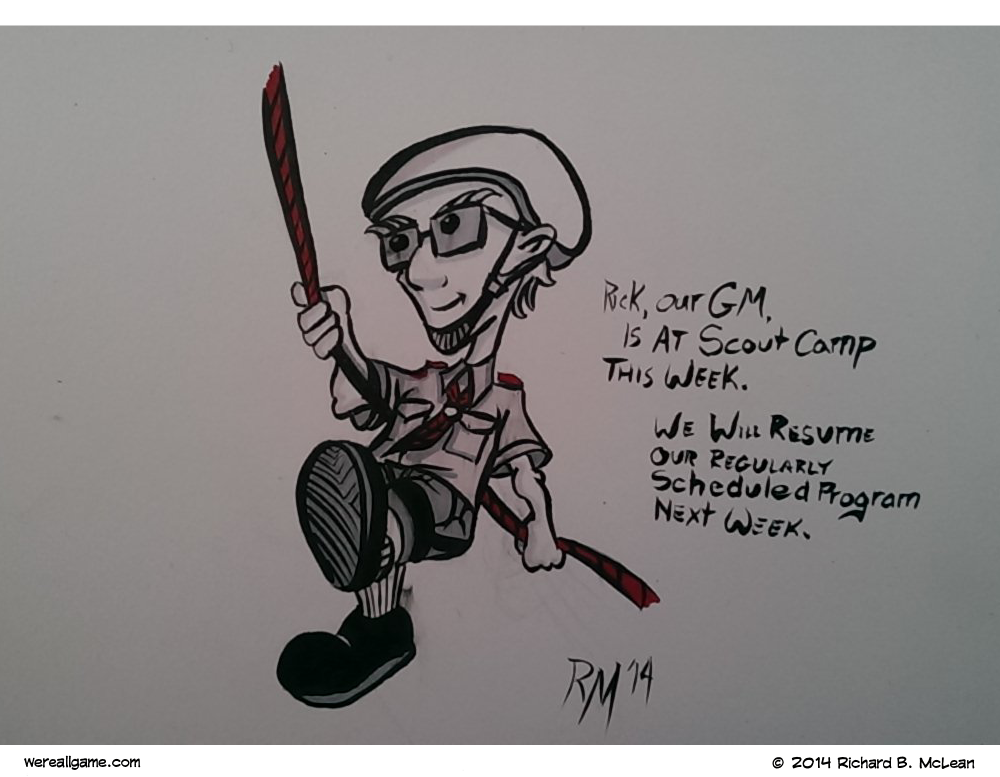 Rick, our GM,
is at Scout Camp
This Week.
We Will Resume
our regularly
Scheduled Program
Next Week.
RM '14
wereallgame.com
© 2014 Richard B. McLean